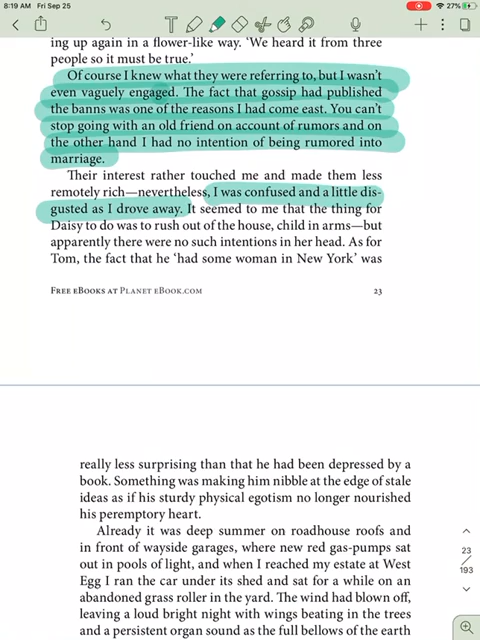 8:19 AM Fri Sep 25 27%
ing up again in a flower-like way. ‘We heard it from three
people so it must be true.’
Of course I knew what they were referring to, but I wasn’t
even vaguely engaged. The fact that gossip had published
the banns was one of the reasons I had come east. You can’t
stop going with an old friend on account of rumors and on
the other hand I had no intention of being rumored into
marriage.
Their interest rather touched me and made them less
remotely rich—nevertheless, I was confused and a little dis-
gusted as I drove away. It seemed to me that the thing for
Daisy to do was to rush out of the house, child in arms—but
apparently there were no such intentions in her head. As for
Tom, the fact that he ‘had some woman in New York’ was
Free eBooks at Planet eBook.com 23
really less surprising than that he had been depressed by a
book. Something was making him nibble at the edge of stale
ideas as if his sturdy physical egotism no longer nourished
his peremptory heart.
Already it was deep summer on roadhouse roofs and
in front of wayside garages, where new red gas-pumps sat
out in pools of light, and when I reached my estate at West
Egg I ran the car under its shed and sat for a while on an
abandoned grass roller in the yard. The wind had blown off,
leaving a loud bright night with wings beating in the trees
and a persistent organ sound as the full bellows of the earth
23
193